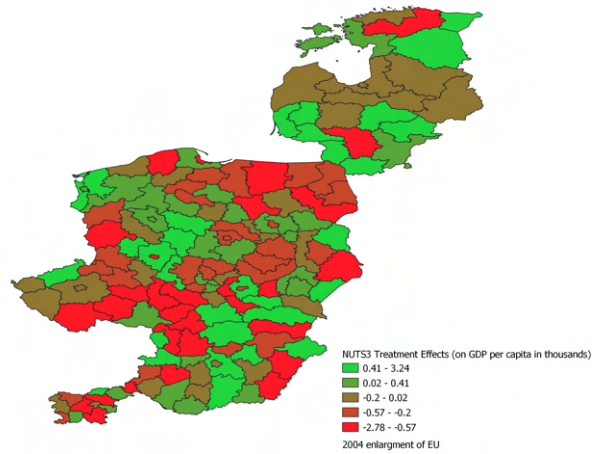 NUTS3 Treatment Effects (on GDP per capita in thousands)
0.41 - 3.24
0.02 - 0.41
-0.2 - 0.02
-0.57 - -0.2
-2.78 - -0.57
2004 enlargment of EU